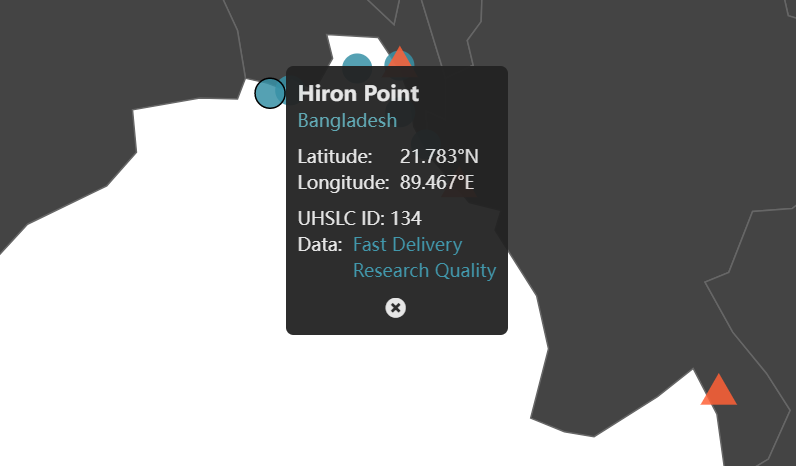 Hiron Point
Bangladesh
Latitude: 21.783°N
Longitude: 89.467°E
UHSLC ID: 134
Data: Fast Delivery
Research Quality